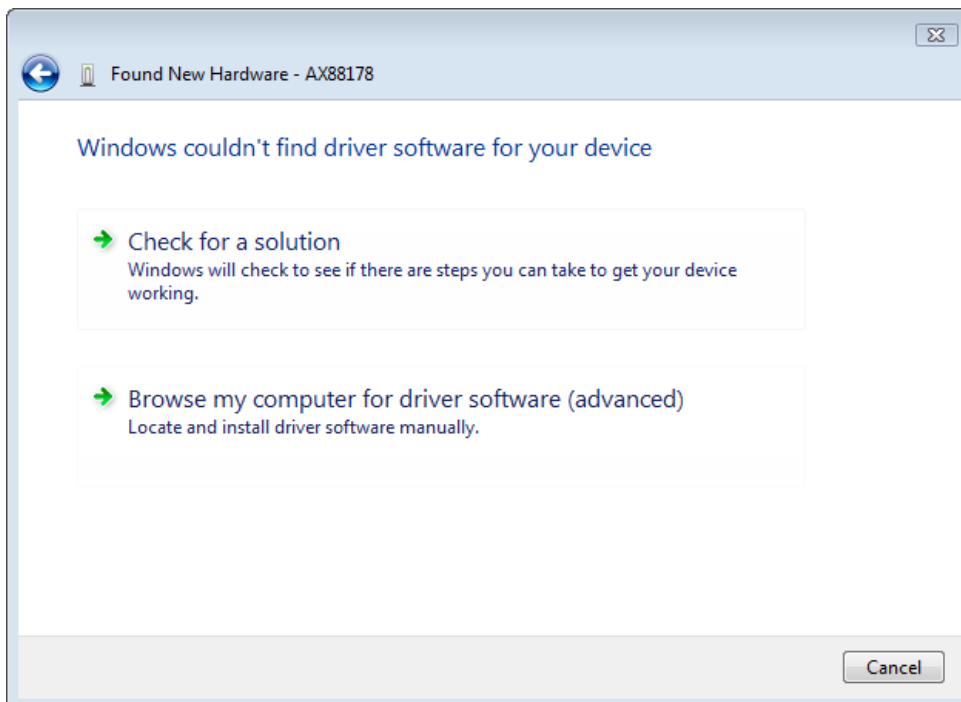 Found New Hardware - AX88178
Windows couldn't find driver software for your device
Check for a solution
Windows will check to see if there are steps you can take to get your device
working.
Browse my computer for driver software (advanced)
Locate and install driver software manually.
Cancel